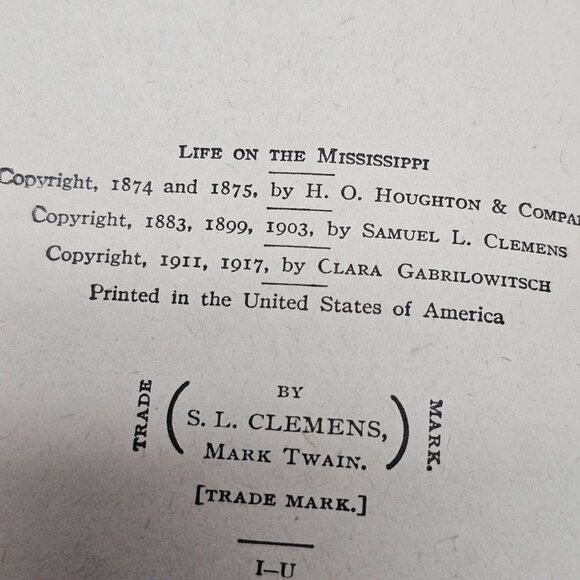 LIFE ON THE MISSISSIPPI
Copyright, 1874 and 1875, by H. O. HOUGHTON & COMPA
Copyright, 1883, 1899, 1903, by SAMUEL L. CLEMENS
Copyright, 1911, 1917, by CLARA GABRILOWITSCH
Printed in the United States of America
TRADE
BY
S. L. CLEMENS,
MARK TWAIN.
MARK.
[TRADE MARK.]
I–U